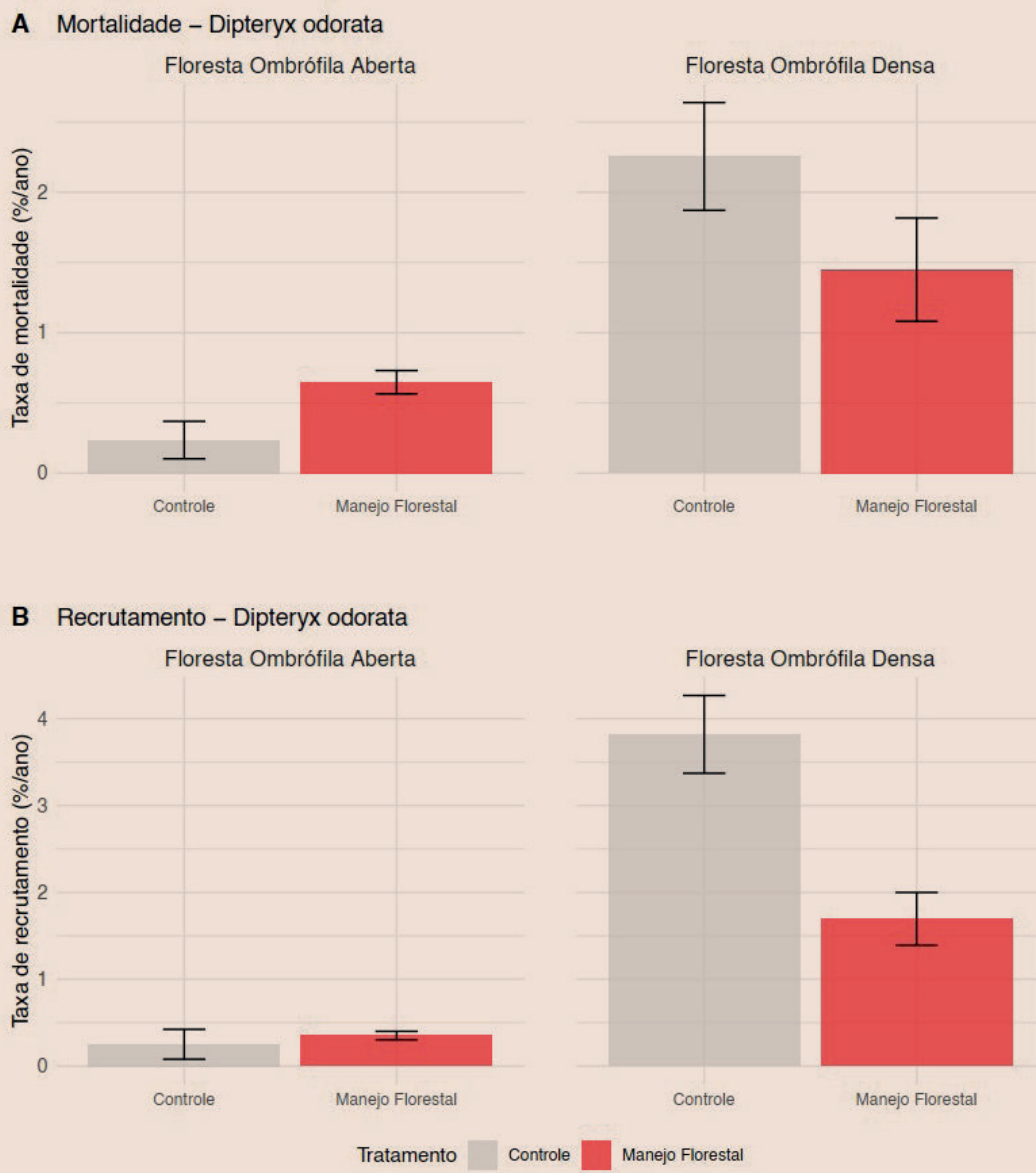 A Mortalidade – Dipteryx odorata
Floresta Ombrófila Aberta
Floresta Ombrófila Densa
Taxa de mortalidade (%/ano)
2
1
0
Controle
Manejo Florestal
Controle
Manejo Florestal
B Recrutamento – Dipteryx odorata
Floresta Ombrófila Aberta
Floresta Ombrófila Densa
Taxa de recrutamento (%/ano)
4
3
2
1
0
Controle
Manejo Florestal
Controle
Manejo Florestal
Tratamento Controle Manejo Florestal